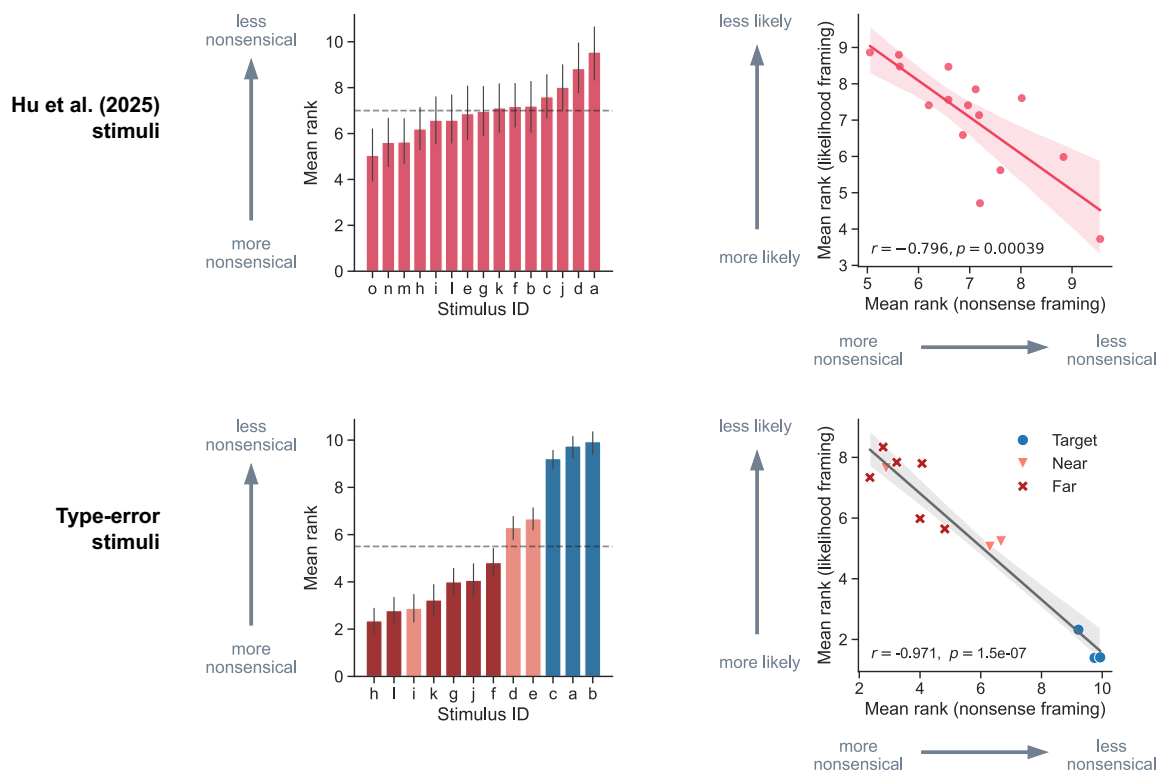 less
nonsensical
more
nonsensical
Hu et al. (2025)
stimuli
Mean rank
10
8
6
4
2
0
o n m h i l e g k f b c j d a
Stimulus ID
less likely
more likely
Mean rank (likelihood framing)
9
8
7
6
5
4
3
r = −0.796, p = 0.00039
5 6 7 8 9
Mean rank (nonsense framing)
more
nonsensical
less
nonsensical
less
nonsensical
more
nonsensical
Type-error
stimuli
Mean rank
10
8
6
4
2
0
h l i k g j f d e c a b
Stimulus ID
less likely
more likely
Mean rank (likelihood framing)
8
6
4
2
Target
Near
Far
r = -0.971, p = 1.5e-07
2 4 6 8 10
Mean rank (nonsense framing)
more
nonsensical
less
nonsensical